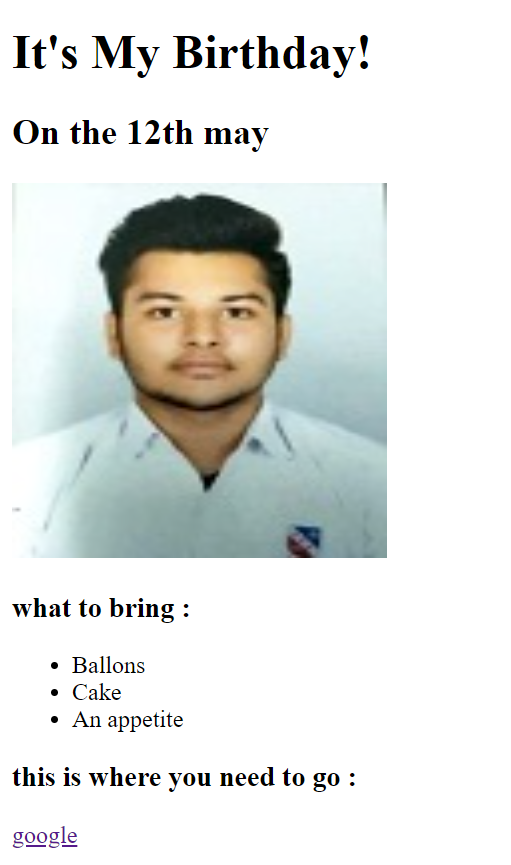 It's My Birthday!
On the 12th may
what to bring :
Ballons
Cake
An appetite
this is where you need to go :
google